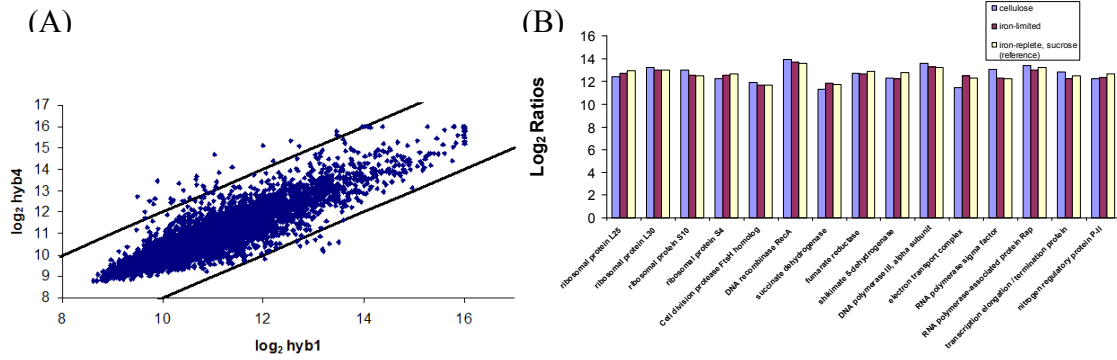 (A)
17
16
15
14
13
12
11
10
9
8
8
10
12
14
16
log₂ hyb4
log₂ hyb1
(B)
cellulose
iron-limited
iron-replete, sucrose
(reference)
16
14
12
10
8
6
4
2
0
Log₂ Ratios
ribosomal protein L25
ribosomal protein L30
ribosomal protein S10
ribosomal protein S4
Cell division protease FtsH homolog
DNA recombinase RecA
succinate dehydrogenase
fumarate reductase
shikimate 5-dehydrogenase
DNA polymerase III, alpha subunit
electron transport complex
RNA polymerase sigma factor
RNA polymerase-associated protein Rap
transcription elongation / termination protein
nitrogen regulatory protein P-II